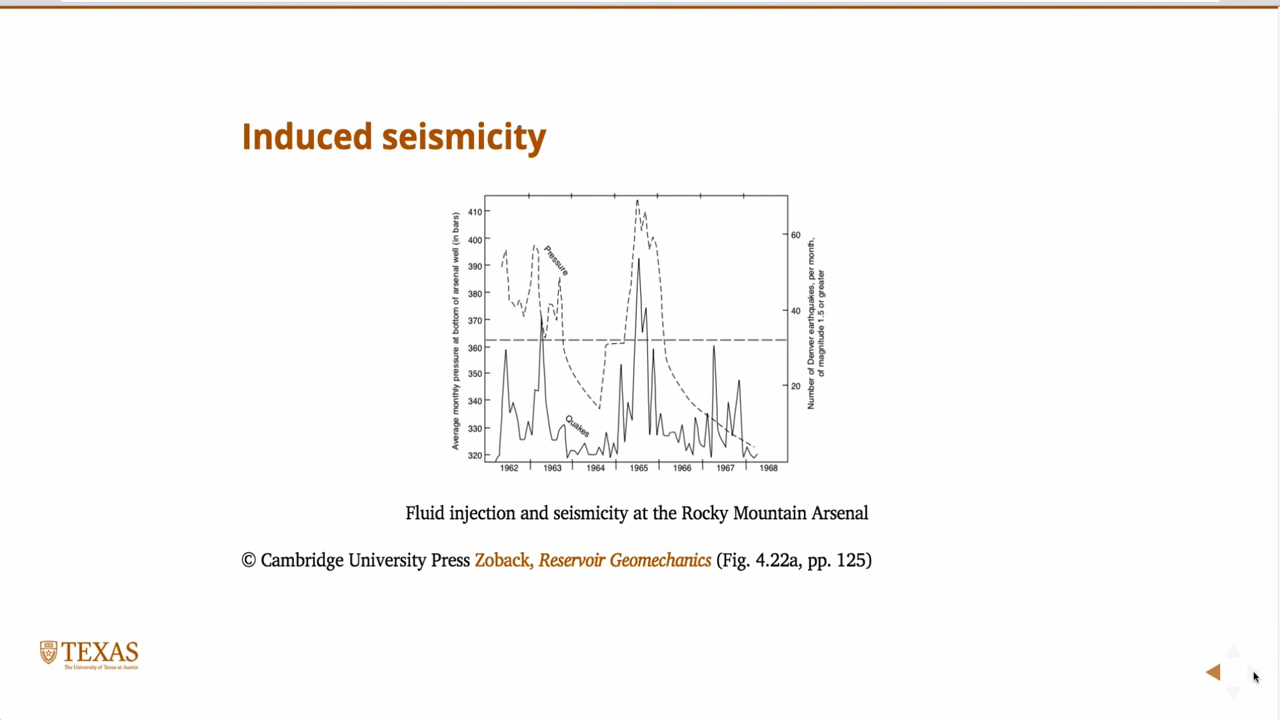 Induced seismicity
Average monthly pressure at bottom of arsenal well (in bars)
410
400
390
380
370
360
350
340
330
320
Pressure
Quakes
60
40
20
Number of Denver earthquakes, per month,
of magnitude 1.5 or greater
1962 1963 1964 1965 1966 1967 1968
Fluid injection and seismicity at the Rocky Mountain Arsenal
© Cambridge University Press Zoback, Reservoir Geomechanics (Fig. 4.22a, pp. 125)
TEXAS
The University of Texas at Austin